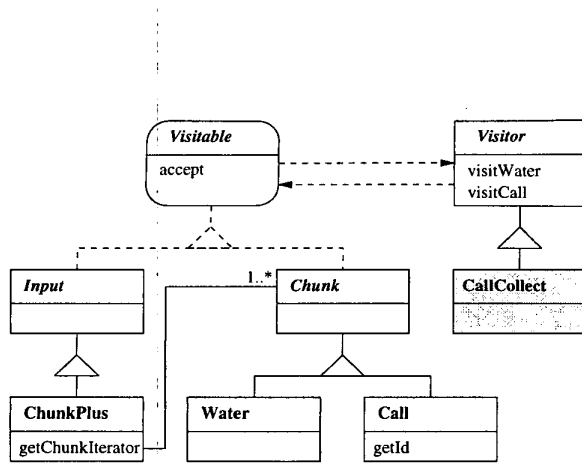 Visitable
accept
Visitor
visitWater
visitCall
Input
1..*
Chunk
CallCollect
ChunkPlus
getChunkIterator
Water
Call
getId